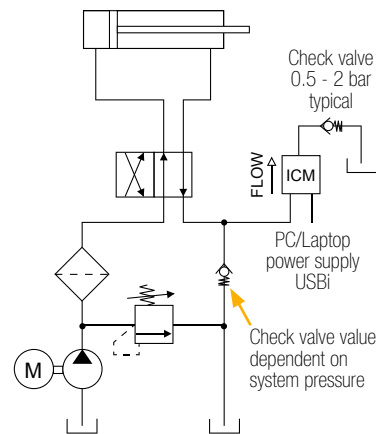 Check valve
0.5 - 2 bar
typical
FLOW
ICM
PC/Laptop
power supply
USBi
Check valve value
dependent on
system pressure
M